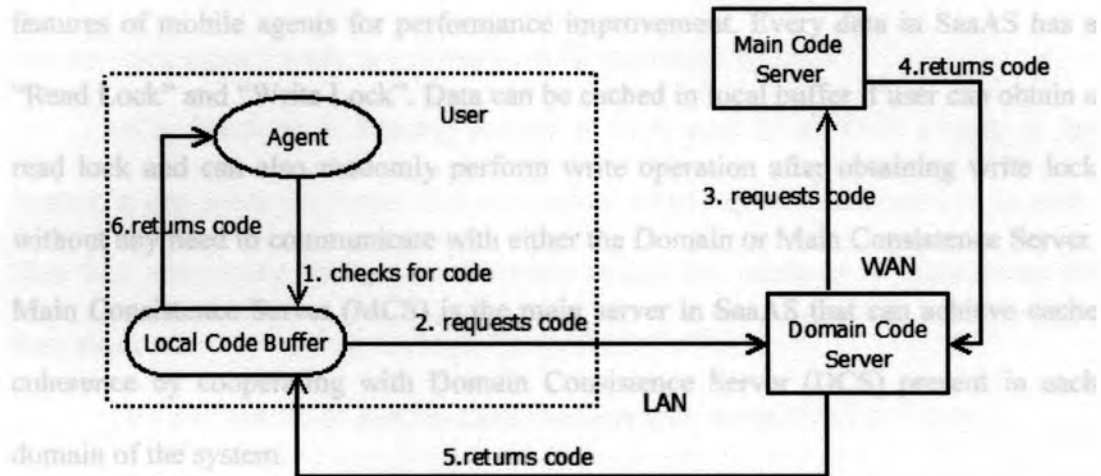 features of mobile agents for performance improvement. Every data in SaaAS has a
"Read Lock" and "Write Lock". Data can be cached in local buffer if user can obtain a
read lock and can also randomly perform write operation after obtaining write lock
without any need to communicate with either the Domain or Main Consistence Server.
Main Consistence Server (MCS) is the main server in SaaAS that can achieve cache
coherence by cooperating with Domain Consistence Server (DCS) present in each
domain of the system.
Main Code
Server
4.returns code
User
Agent
3. requests code
6.returns code
WAN
1. checks for code
2. requests code
Local Code Buffer
Domain Code
Server
LAN
5.returns code